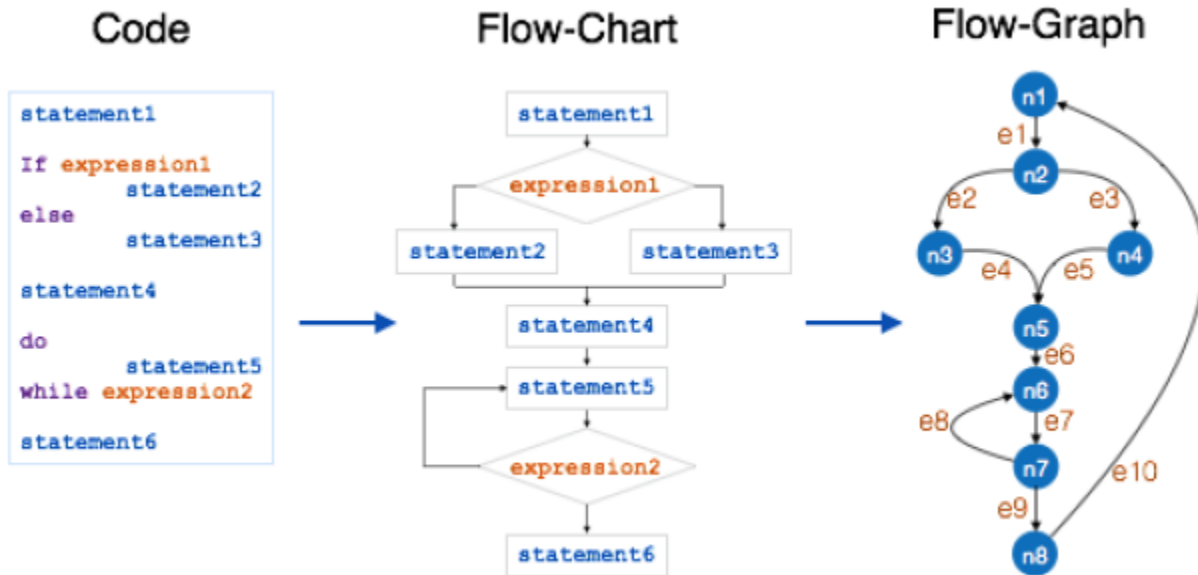 Code
statement1
If expression1
statement2
else
statement3
statement4
do
statement5
while expression2
statement6
Flow-Chart
statement1
expression1
statement2
statement3
statement4
statement5
expression2
statement6
Flow-Graph
n1
e1
n2
e2
e3
n3
e4
e5
n4
n5
e6
n6
e8
e7
n7
e10
e9
n8